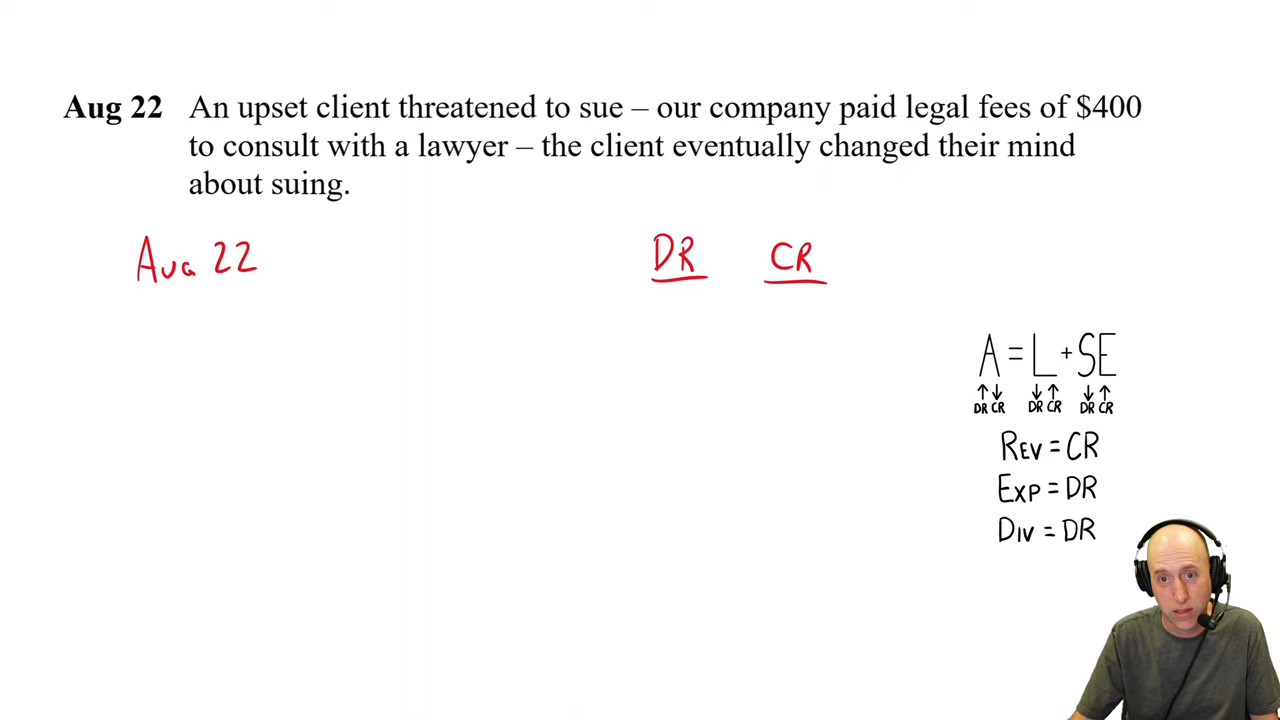 Aug 22 An upset client threatened to sue – our company paid legal fees of $400
to consult with a lawyer – the client eventually changed their mind
about suing.
Aug 22 DR CR
A = L + SE
↑ ↓ ↓ ↑ ↓ ↑
DR CR DR CR DR CR
REV = CR
EXP = DR
DIV = DR